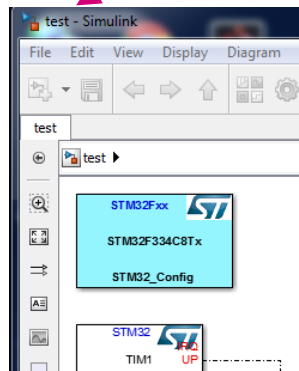 test - Simulink
File Edit View Display Diagram
test
test
STM32Fxx
STM32F334C8Tx
STM32_Config
STM32
IRQ
TIM1 UP